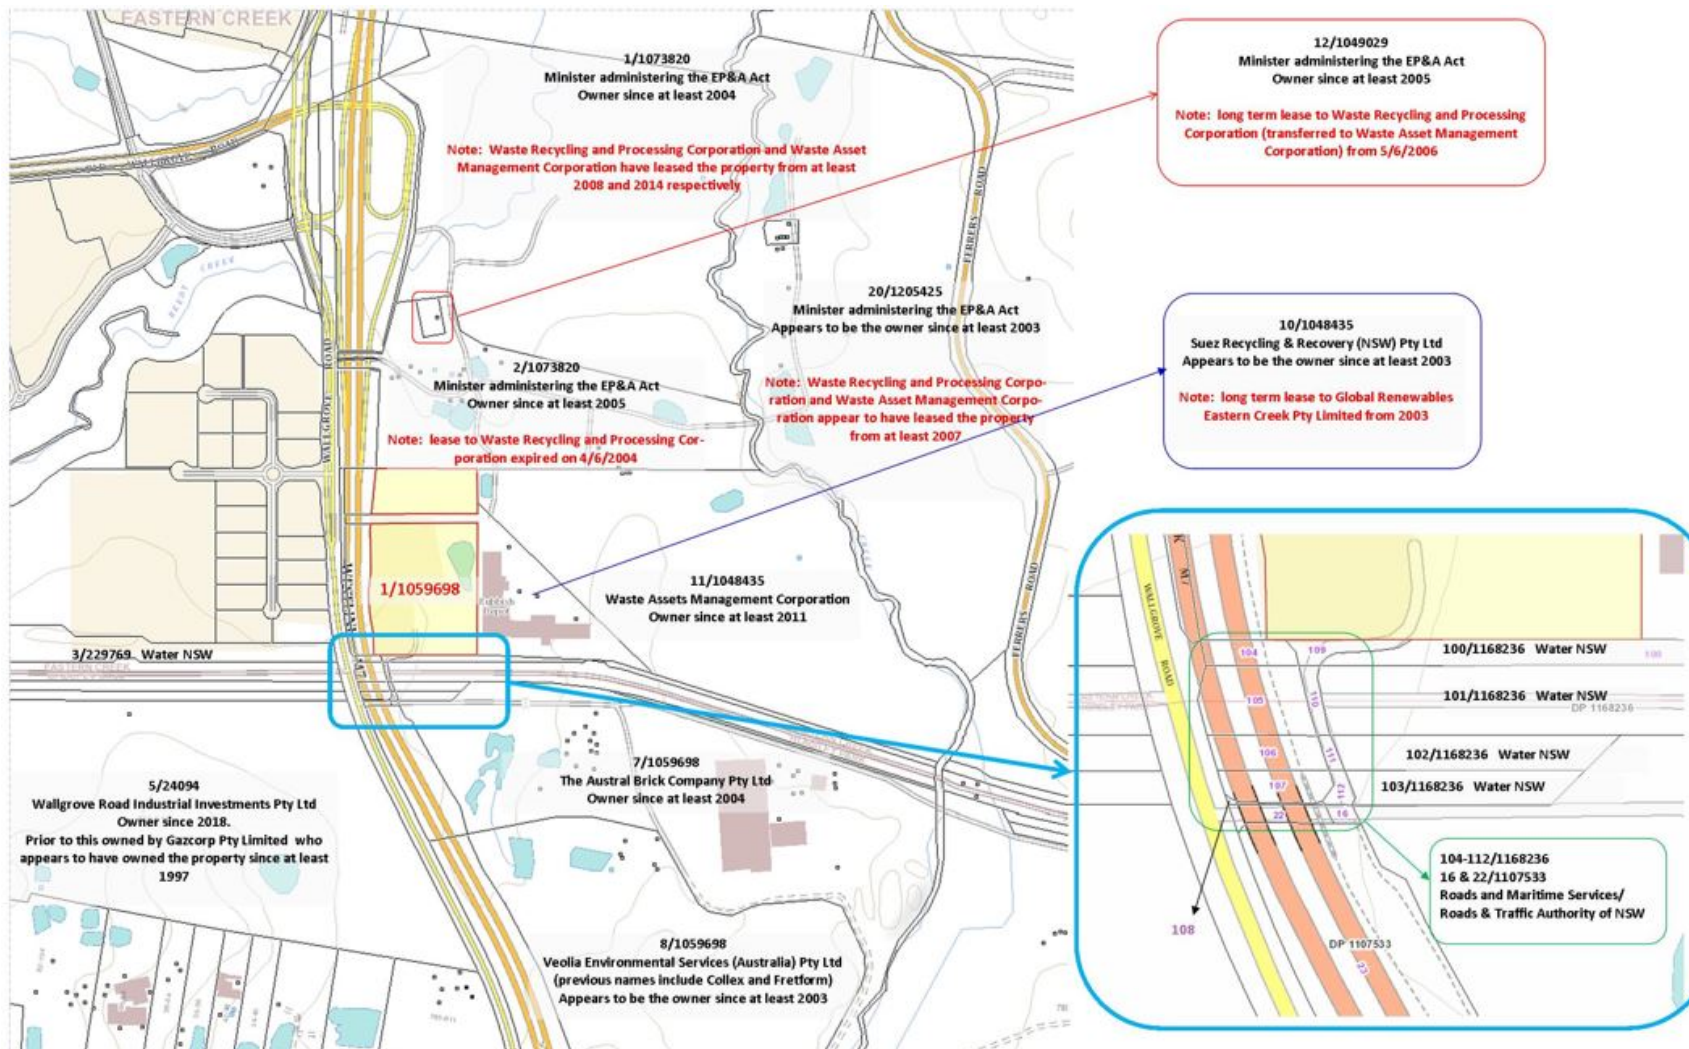 EASTERN CREEK
1/1073820
Minister administering the EP&A Act
Owner since at least 2004
Note: Waste Recycling and Processing Corporation and Waste Asset
Management Corporation have leased the property from at least
2008 and 2014 respectively
12/1049029
Minister administering the EP&A Act
Owner since at least 2005
Note: long term lease to Waste Recycling and Processing
Corporation (transferred to Waste Asset Management
Corporation) from 5/6/2006
WALLGROVE ROAD
REEDY CREEK
FERRERS ROAD
20/1205425
Minister administering the EP&A Act
Appears to be the owner since at least 2003
Note: Waste Recycling and Processing Corpo-
ration and Waste Asset Management Corpo-
ration appear to have leased the property
from at least 2007
10/1048435
Suez Recycling & Recovery (NSW) Pty Ltd
Appears to be the owner since at least 2003
Note: long term lease to Global Renewables
Eastern Creek Pty Limited from 2003
2/1073820
Minister administering the EP&A Act
Owner since at least 2005
Note: lease to Waste Recycling and Processing Cor-
poration expired on 4/6/2004
WALLGROVE ROAD
CREEK
1/1059698
11/1048435
Waste Assets Management Corporation
Owner since at least 2011
FERRERS ROAD
3/229769 Water NSW
EASTERN CREEK
7/1059698
The Austral Brick Company Pty Ltd
Owner since at least 2004
5/24094
Wallgrove Road Industrial Investments Pty Ltd
Owner since 2018.
Prior to this owned by Gazcorp Pty Limited who
appears to have owned the property since at least
1997
8/1059698
Veolia Environmental Services (Australia) Pty Ltd
(previous names include Collex and Fretform)
Appears to be the owner since at least 2003
M7
WALLGROVE
ROAD
104
109
100/1168236 Water NSW
100
105
110
101/1168236 Water NSW
DP 1168236
106
111
102/1168236 Water NSW
107
112
103/1168236 Water NSW
22
16
108
104-112/1168236
16 & 22/1107533
Roads and Maritime Services/
Roads & Traffic Authority of NSW
DP 1107533
23